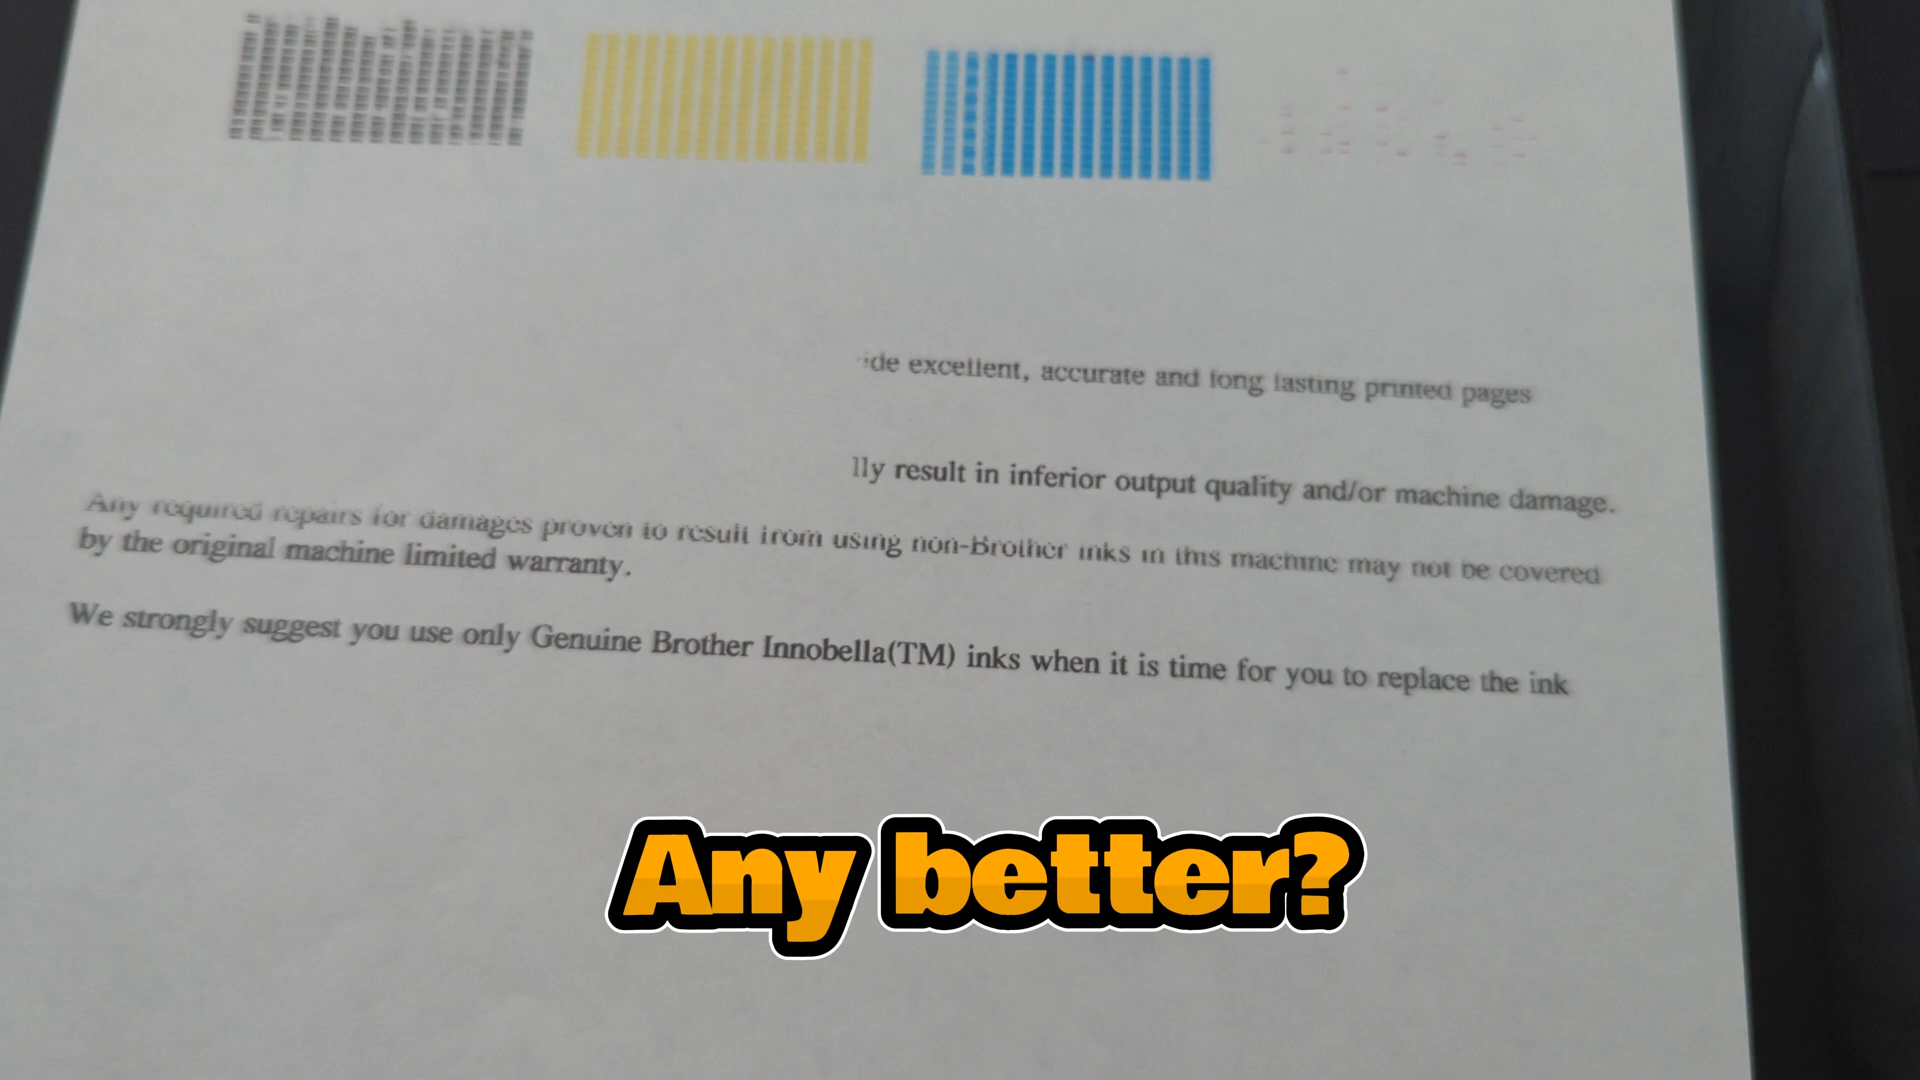 ide excellent, accurate and long lasting printed pages
lly result in inferior output quality and/or machine damage.
Any required repairs for damages proven to result from using non-Brother inks in this machine may not be covered
by the original machine limited warranty.
We strongly suggest you use only Genuine Brother Innobella(TM) inks when it is time for you to replace the ink
Any better?